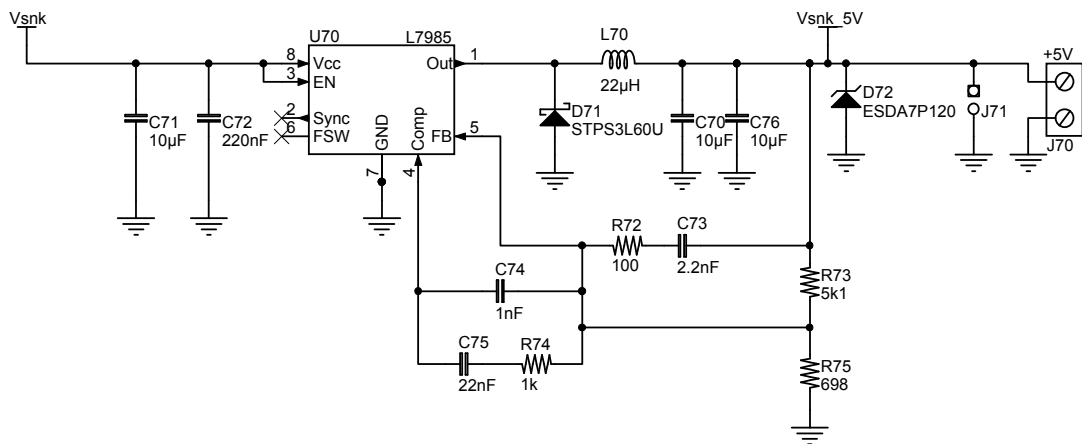 Vsnk
Vsnk_5V
U70
L7985
L70
22µH
8
Vcc
3
EN
2
Sync
6
FSW
GND
7
Comp
4
Out
1
FB
5
C71
10µF
C72
220nF
D71
STPS3L60U
C70
10µF
C76
10µF
D72
ESDA7P120
J71
+5V
J70
R72
100
C73
2.2nF
R73
5k1
C74
1nF
C75
22nF
R74
1k
R75
698